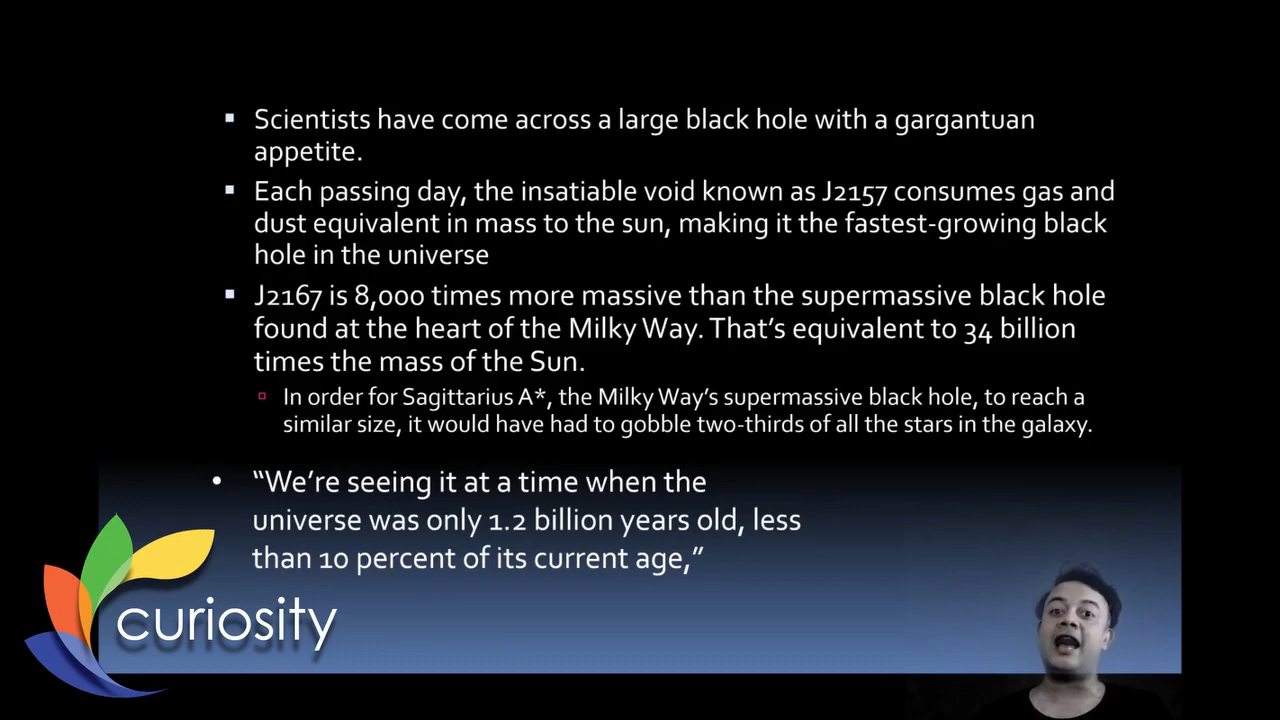 Scientists have come across a large black hole with a gargantuan
appetite.
Each passing day, the insatiable void known as J2157 consumes gas and
dust equivalent in mass to the sun, making it the fastest-growing black
hole in the universe
J2167 is 8,000 times more massive than the supermassive black hole
found at the heart of the Milky Way. That’s equivalent to 34 billion
times the mass of the Sun.
In order for Sagittarius A*, the Milky Way’s supermassive black hole, to reach a
similar size, it would have had to gobble two-thirds of all the stars in the galaxy.
“We’re seeing it at a time when the
universe was only 1.2 billion years old, less
than 10 percent of its current age,”
curiosity